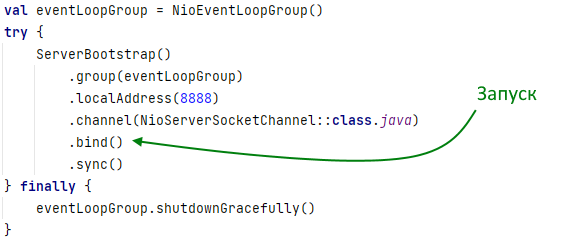 val eventLoopGroup = NioEventLoopGroup()
try {
    ServerBootstrap()
        .group(eventLoopGroup)
        .localAddress(8888)
        .channel(NioServerSocketChannel::class.java)
        .bind()
        .sync()
} finally {
    eventLoopGroup.shutdownGracefully()
}
Запуск